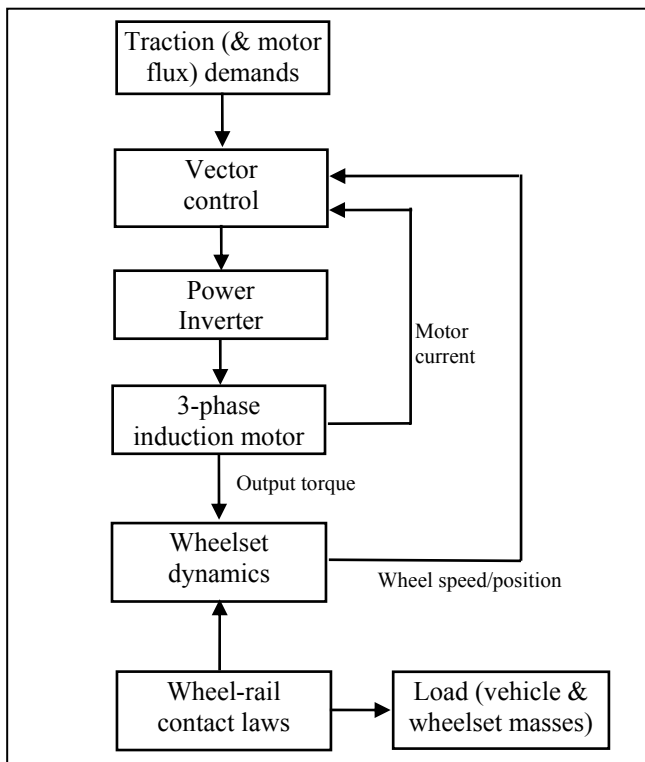 Traction (& motor
flux) demands
Vector
control
Power
Inverter
Motor
current
3-phase
induction motor
Output torque
Wheelset
dynamics
Wheel speed/position
Wheel-rail
contact laws
Load (vehicle &
wheelset masses)